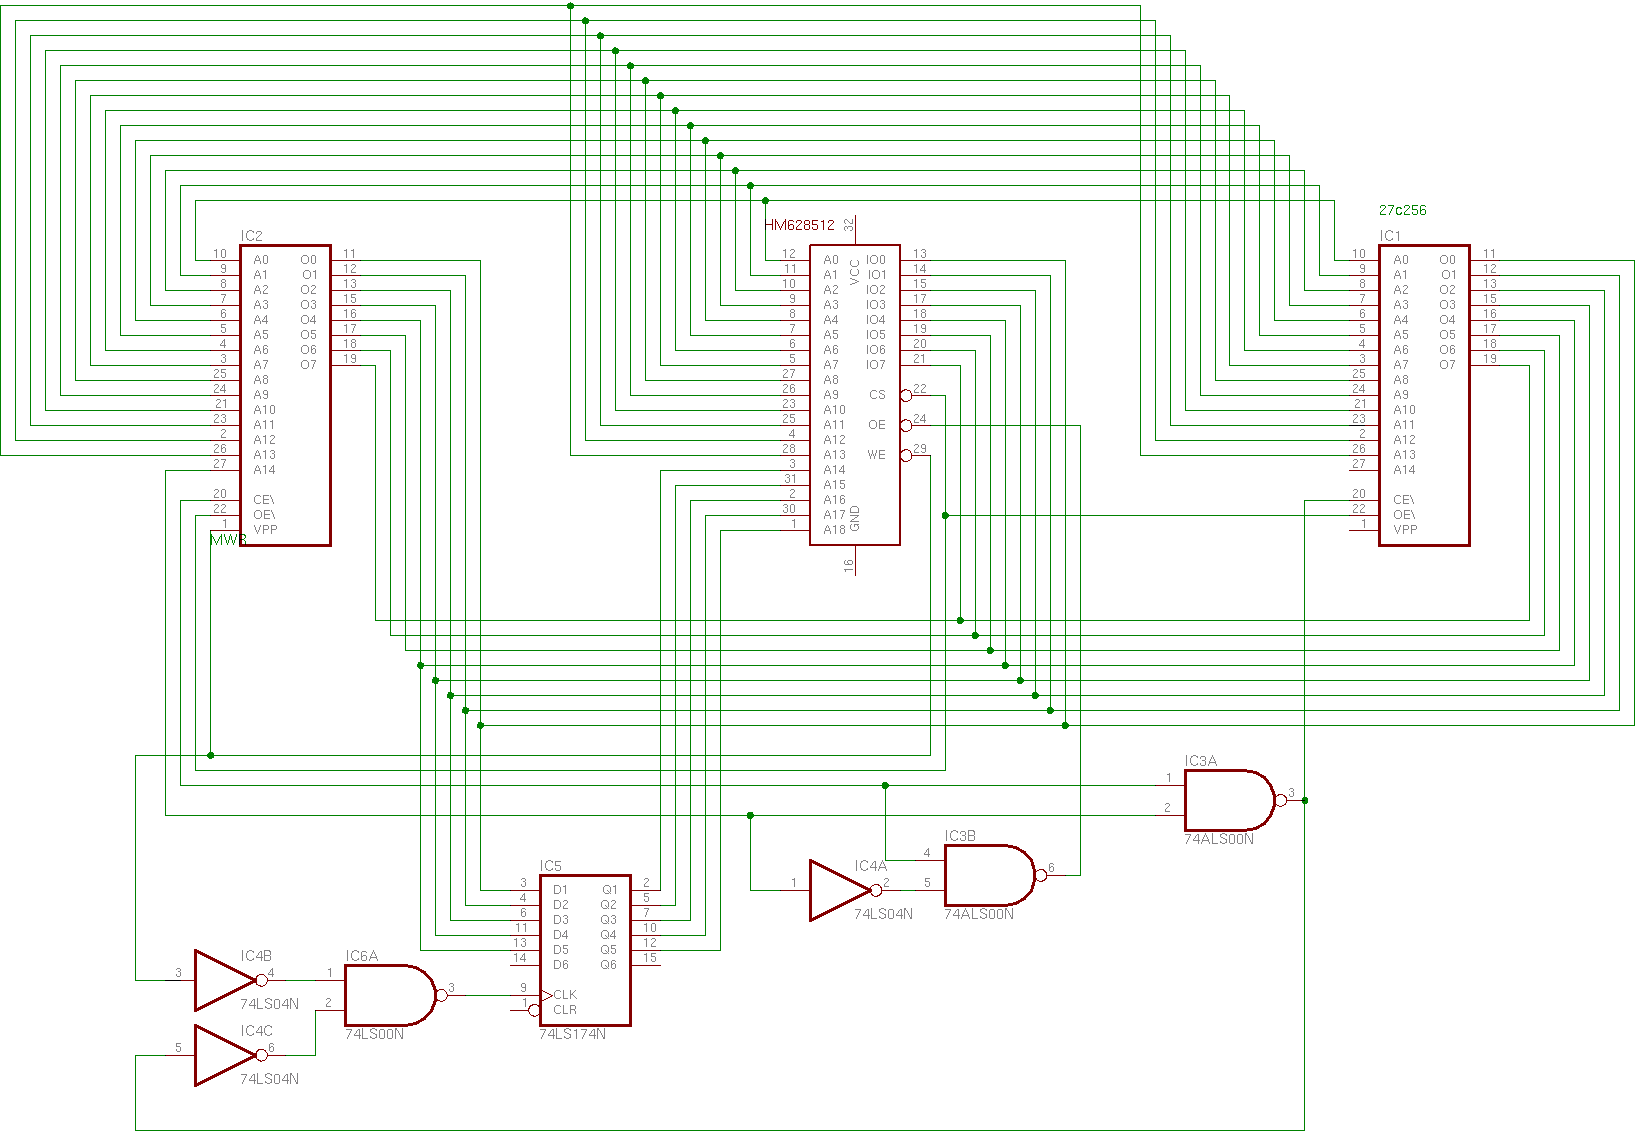 HM628512
27c256
IC2
IC1
32
10 A0 O0 11
9 A1 O1 12
8 A2 O2 13
7 A3 O3 15
6 A4 O4 16
5 A5 O5 17
4 A6 O6 18
3 A7 O7 19
25 A8
24 A9
21 A10
23 A11
2 A12
26 A13
27 A14
20 CE\
22 OE\
1 VPP
MWR
12 A0 IO0 13
11 A1 IO1 14
10 A2 IO2 15
9 A3 IO3 17
8 A4 IO4 18
7 A5 IO5 19
6 A6 IO6 20
5 A7 IO7 21
27 A8
26 A9 CS 22
23 A10
25 A11 OE 24
4 A12
28 A13 WE 29
3 A14
31 A15
2 A16
30 A17
1 A18
VCC
GND
16
10 A0 O0 11
9 A1 O1 12
8 A2 O2 13
7 A3 O3 15
6 A4 O4 16
5 A5 O5 17
4 A6 O6 18
3 A7 O7 19
25 A8
24 A9
21 A10
23 A11
2 A12
26 A13
27 A14
20 CE\
22 OE\
1 VPP
IC3A
1
2
3
74ALS00N
IC3B
4
5
6
74ALS00N
IC4A
1
2
74LS04N
IC5
3 D1 Q1 2
4 D2 Q2 5
6 D3 Q3 7
11 D4 Q4 10
13 D5 Q5 12
14 D6 Q6 15
9 CLK
1 CLR
74LS174N
IC4B
3
4
74LS04N
IC6A
1
2
3
74LS00N
IC4C
5
6
74LS04N